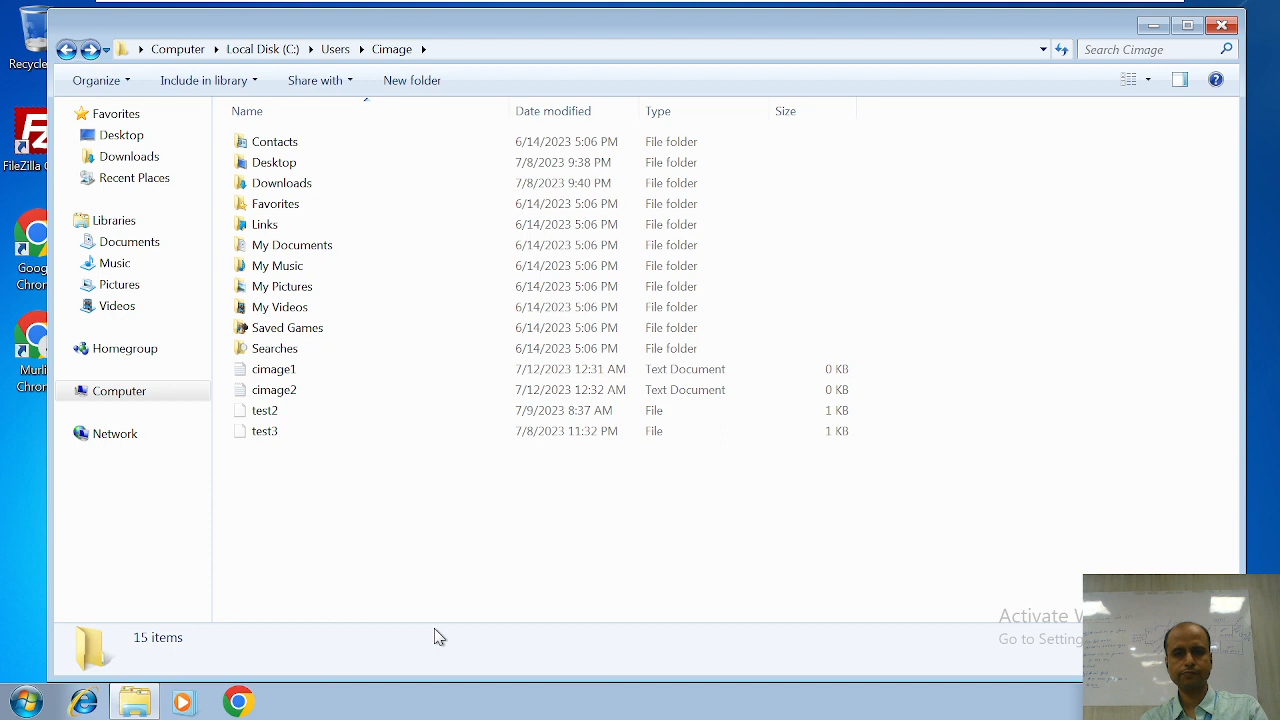 Recycle
FileZilla C
Goog
Chron
Murli
Chron
Computer Local Disk (C:) Users Cimage
Search Cimage
Organize Include in library Share with New folder
Favorites
Desktop
Downloads
Recent Places
Libraries
Documents
Music
Pictures
Videos
Homegroup
Computer
Network
Name Date modified Type Size
Contacts 6/14/2023 5:06 PM File folder
Desktop 7/8/2023 9:38 PM File folder
Downloads 7/8/2023 9:40 PM File folder
Favorites 6/14/2023 5:06 PM File folder
Links 6/14/2023 5:06 PM File folder
My Documents 6/14/2023 5:06 PM File folder
My Music 6/14/2023 5:06 PM File folder
My Pictures 6/14/2023 5:06 PM File folder
My Videos 6/14/2023 5:06 PM File folder
Saved Games 6/14/2023 5:06 PM File folder
Searches 6/14/2023 5:06 PM File folder
cimage1 7/12/2023 12:31 AM Text Document 0 KB
cimage2 7/12/2023 12:32 AM Text Document 0 KB
test2 7/9/2023 8:37 AM File 1 KB
test3 7/8/2023 11:32 PM File 1 KB
15 items
Activate W
Go to Setting